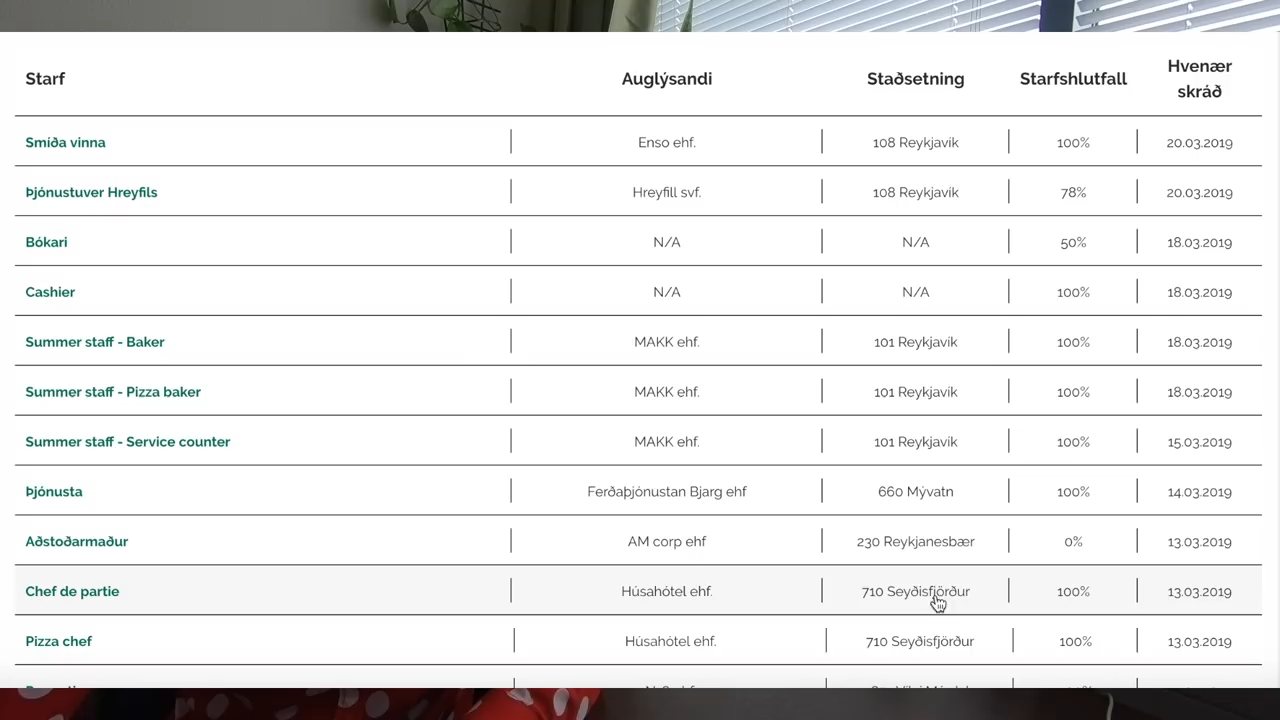 Starf Auglýsandi Staðsetning Starfshlutfall Hvenær skráð
Smíða vinna Enso ehf. 108 Reykjavík 100% 20.03.2019
Þjónustuver Hreyfils Hreyfill svf. 108 Reykjavík 78% 20.03.2019
Bókari N/A N/A 50% 18.03.2019
Cashier N/A N/A 100% 18.03.2019
Summer staff - Baker MAKK ehf. 101 Reykjavík 100% 18.03.2019
Summer staff - Pizza baker MAKK ehf. 101 Reykjavík 100% 18.03.2019
Summer staff - Service counter MAKK ehf. 101 Reykjavík 100% 15.03.2019
Þjónusta Ferðaþjónustan Bjarg ehf 660 Mývatn 100% 14.03.2019
Aðstoðarmaður AM corp ehf 230 Reykjanesbær 0% 13.03.2019
Chef de partie Húsahótel ehf. 710 Seyðisfjörður 100% 13.03.2019
Pizza chef Húsahótel ehf. 710 Seyðisfjörður 100% 13.03.2019